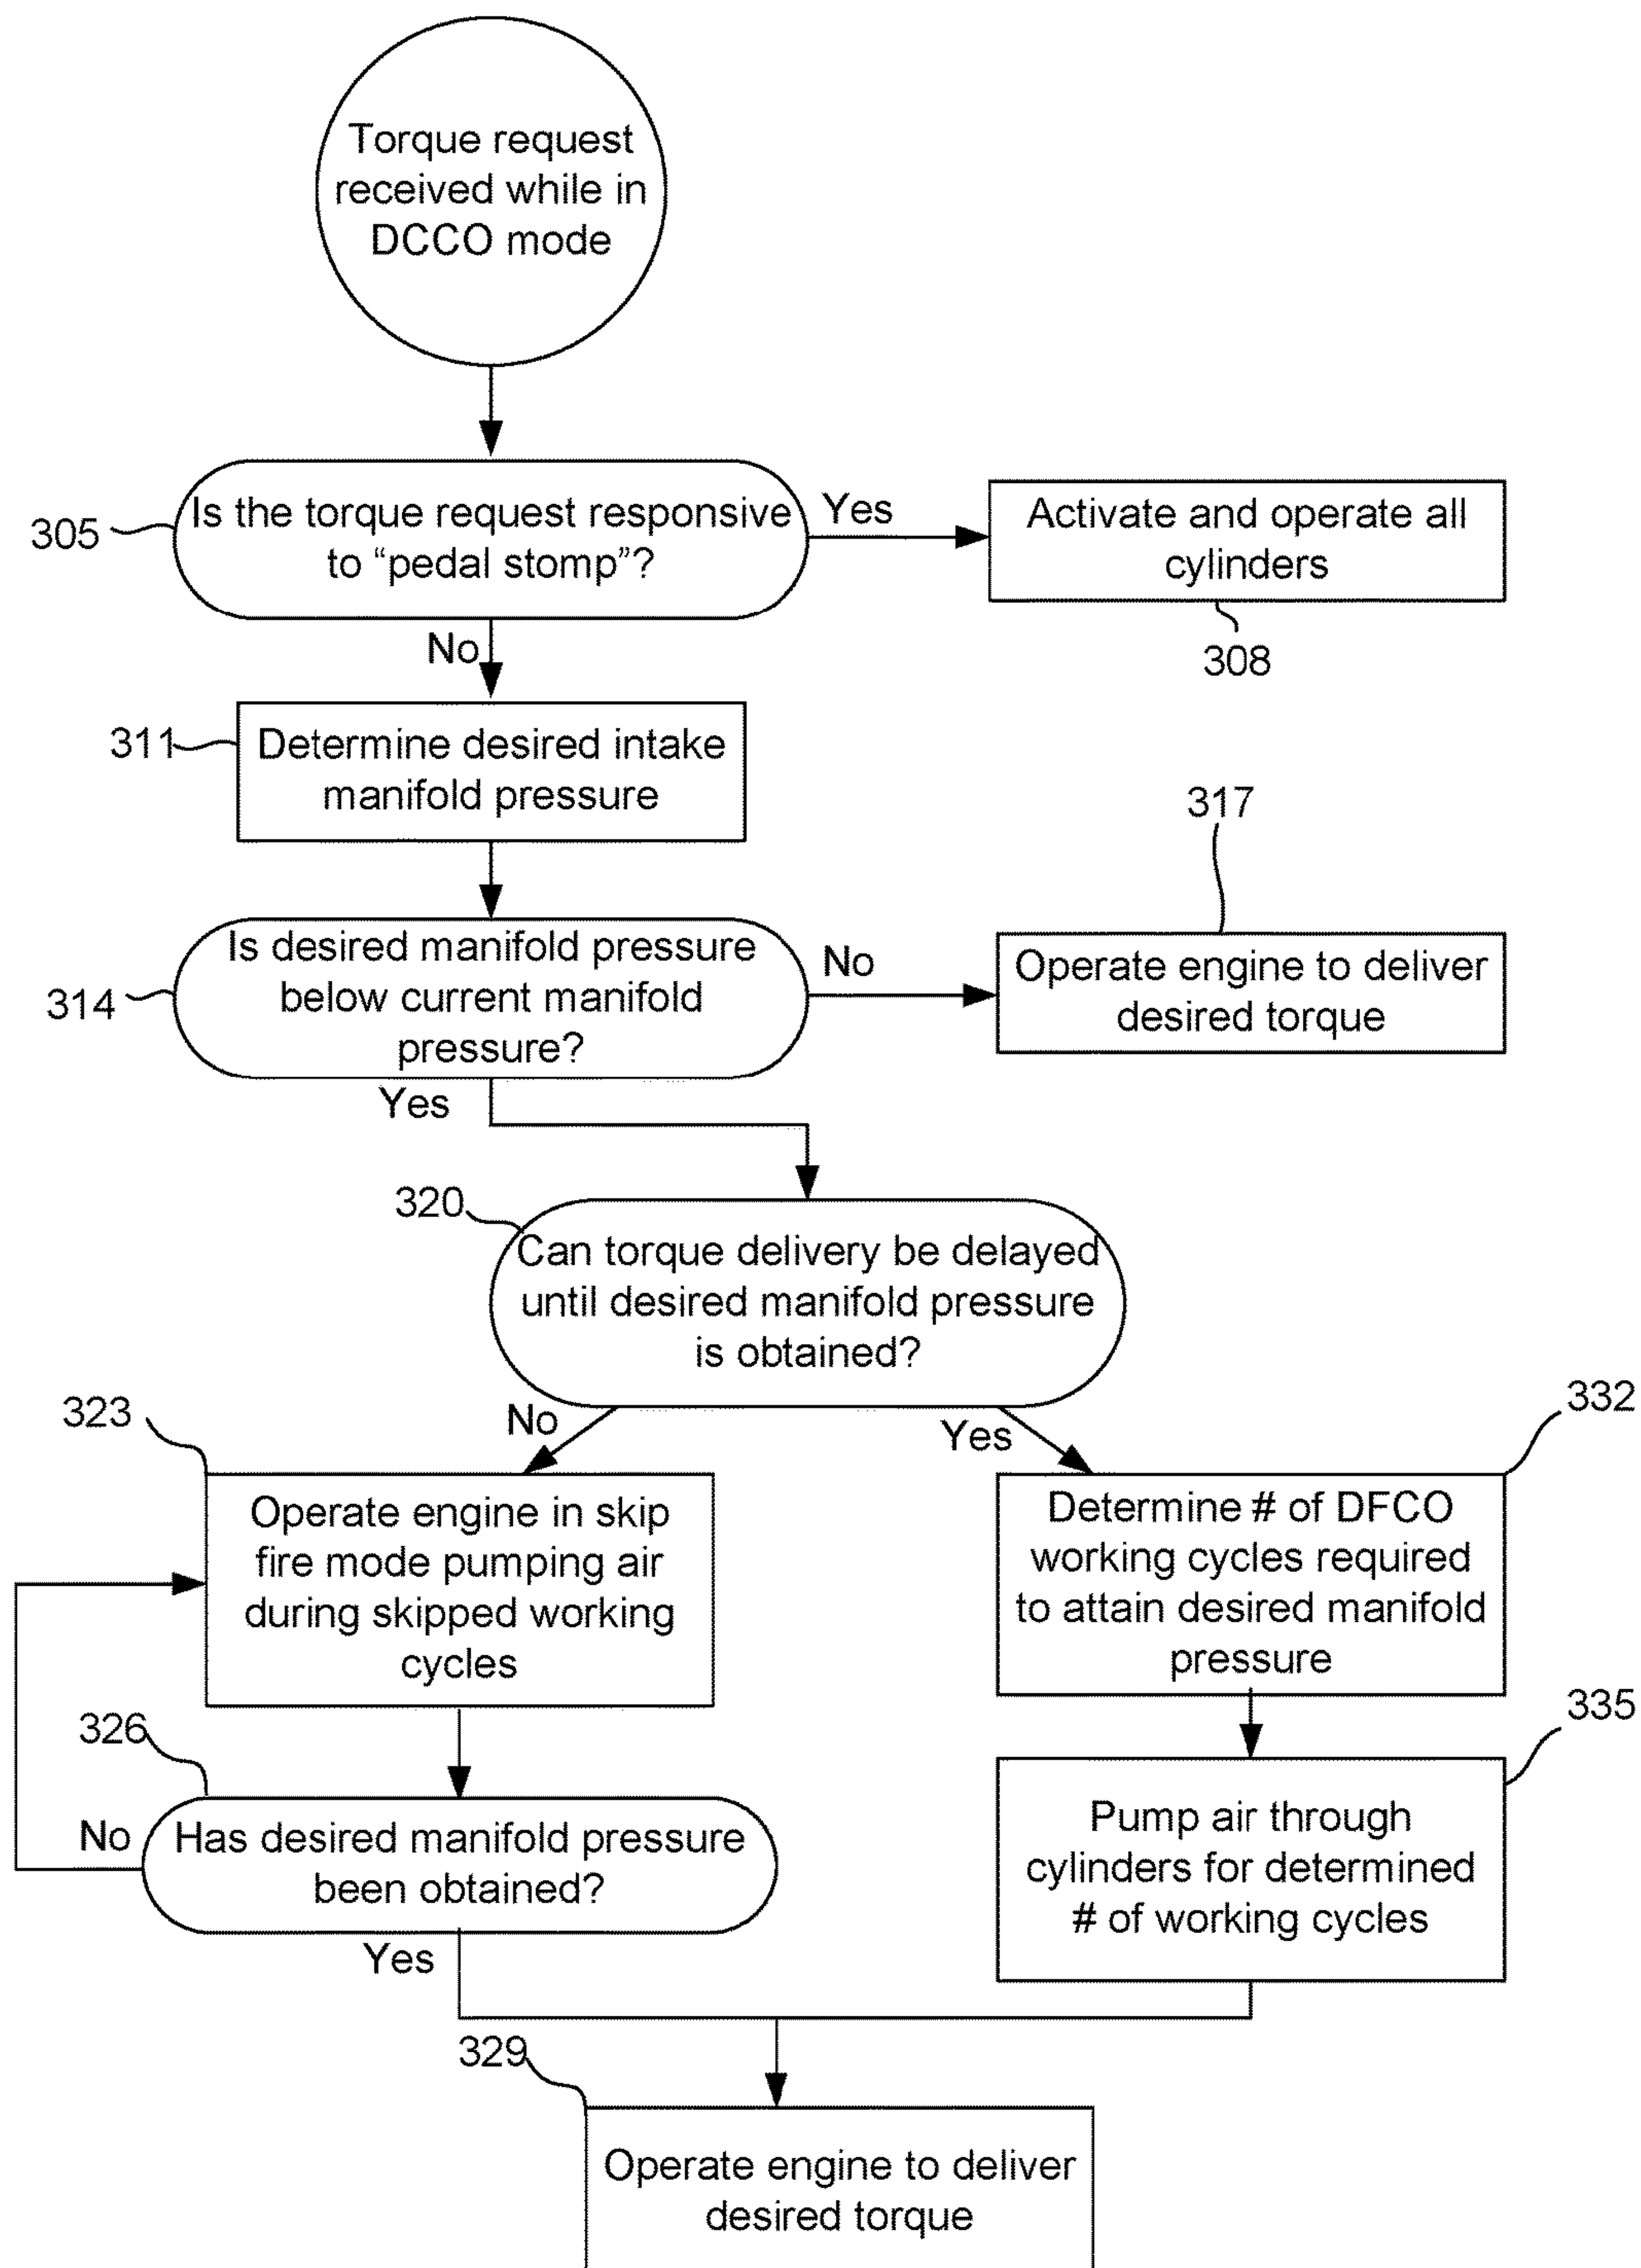 Torque request
received while in
DCCO mode
305
Is the torque request responsive
to “pedal stomp”?
Yes
Activate and operate all
cylinders
308
No
311
Determine desired intake
manifold pressure
317
314
Is desired manifold pressure
below current manifold
pressure?
No
Operate engine to deliver
desired torque
Yes
320
Can torque delivery be delayed
until desired manifold pressure
is obtained?
No
Yes
323
Operate engine in skip
fire mode pumping air
during skipped working
cycles
332
Determine # of DFCO
working cycles required
to attain desired manifold
pressure
326
Has desired manifold pressure
been obtained?
No
Yes
335
Pump air through
cylinders for determined
# of working cycles
329
Operate engine to deliver
desired torque